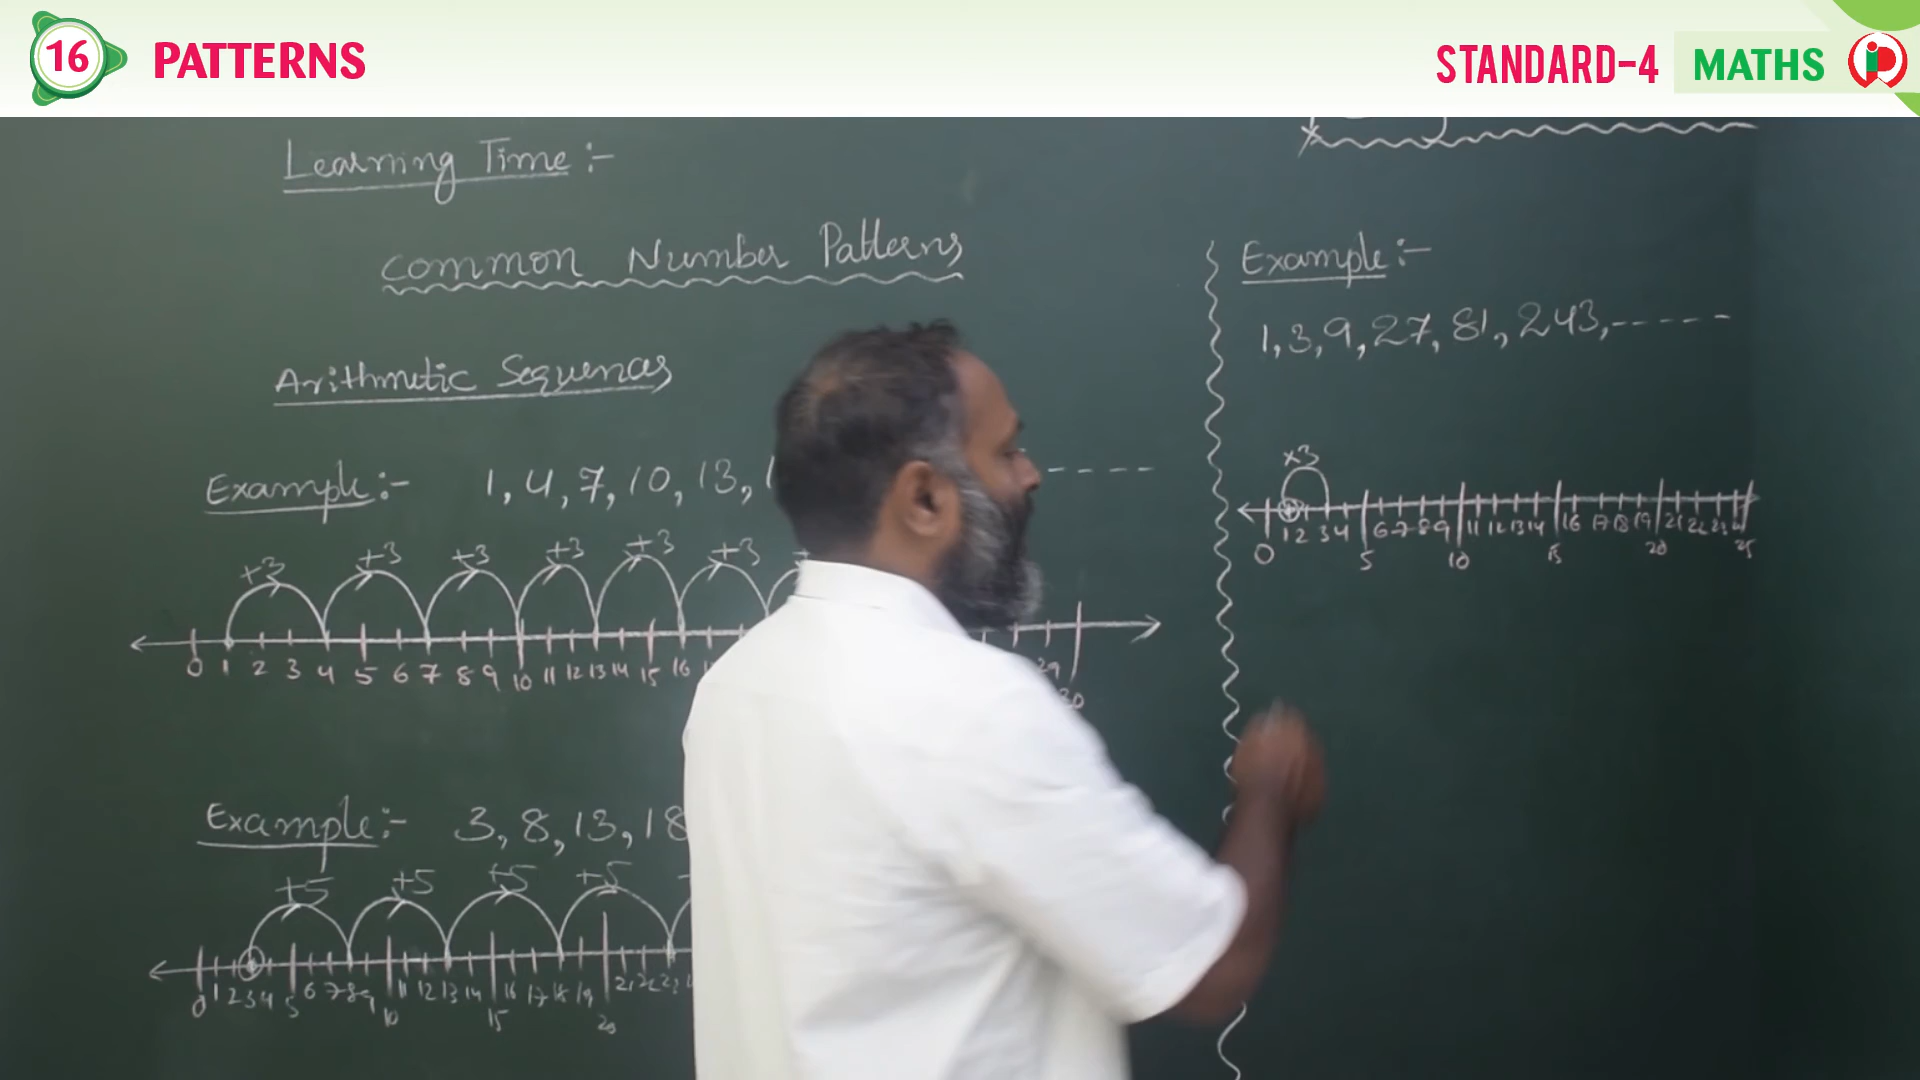 16 PATTERNS
STANDARD-4 MATHS
Learning Time :-
Common Number Patterns
Arithmetic Sequences
Example:- 1, 4, 7, 10, 13, -----
+3 +3 +3 +3 +3 +3
0 1 2 3 4 5 6 7 8 9 10 11 12 13 14 15 16 29
30
Example:- 3, 8, 13, 18
+5 +5 +5 +5
0 1 2 3 4 5 6 7 8 9 10 11 12 13 14 15 16 17 18 19 20 21 22 23
Example:-
1, 3, 9, 27, 81, 243, -----
×3
1 2 3 4 6 7 8 9 11 12 13 14 16 17 18 19 21 22 23 24
0 5 10 15 20 25